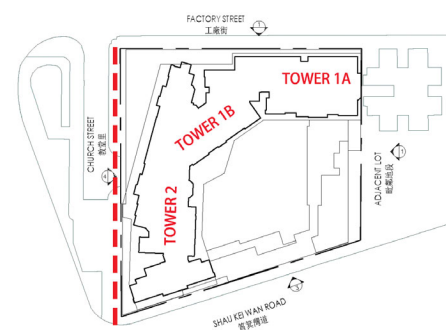 FACTORY STREET
工廠街
TOWER 1A
TOWER 1B
TOWER 2
CHURCH STREET
教堂里
ADJACENT LOT
毗鄰地段
SHAU KEI WAN ROAD
筲箕灣道